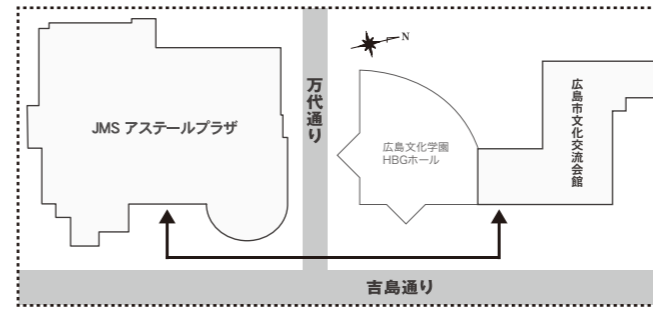 JMS アステールプラザ
万代通り
N
広島文化学園
HBGホール
広島市文化交流会館
吉島通り